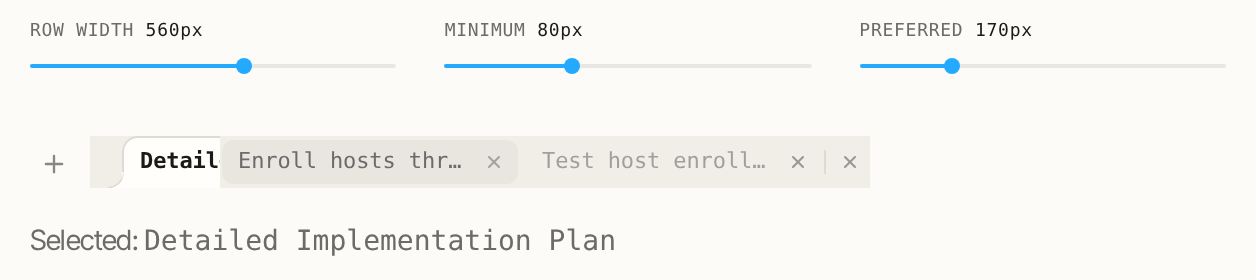 ROW WIDTH 560px MINIMUM 80px PREFERRED 170px
+ Detail Enroll hosts thr… × Test host enroll… × ×
Selected: Detailed Implementation Plan